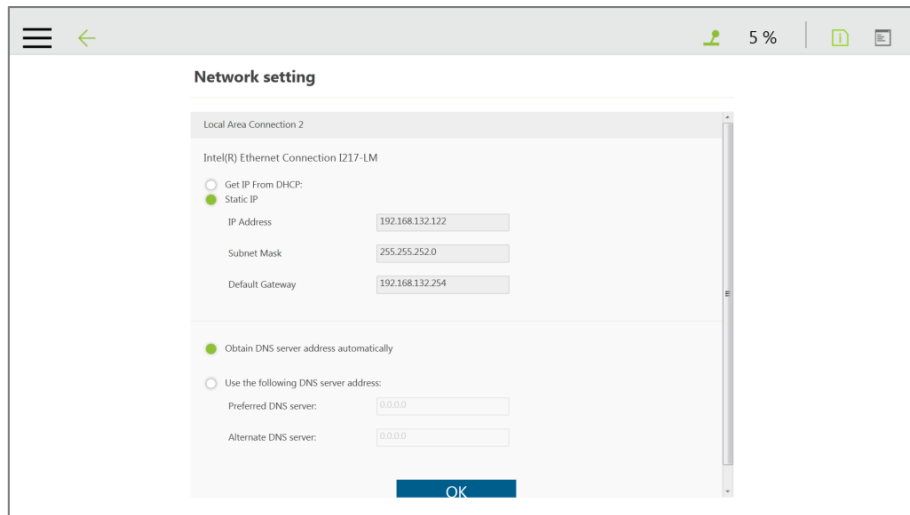 5 %
Network setting
Local Area Connection 2
Intel(R) Ethernet Connection I217-LM
Get IP From DHCP:
Static IP
IP Address 192.168.132.122
Subnet Mask 255.255.252.0
Default Gateway 192.168.132.254
Obtain DNS server address automatically
Use the following DNS server address:
Preferred DNS server: 0.0.0.0
Alternate DNS server: 0.0.0.0
OK